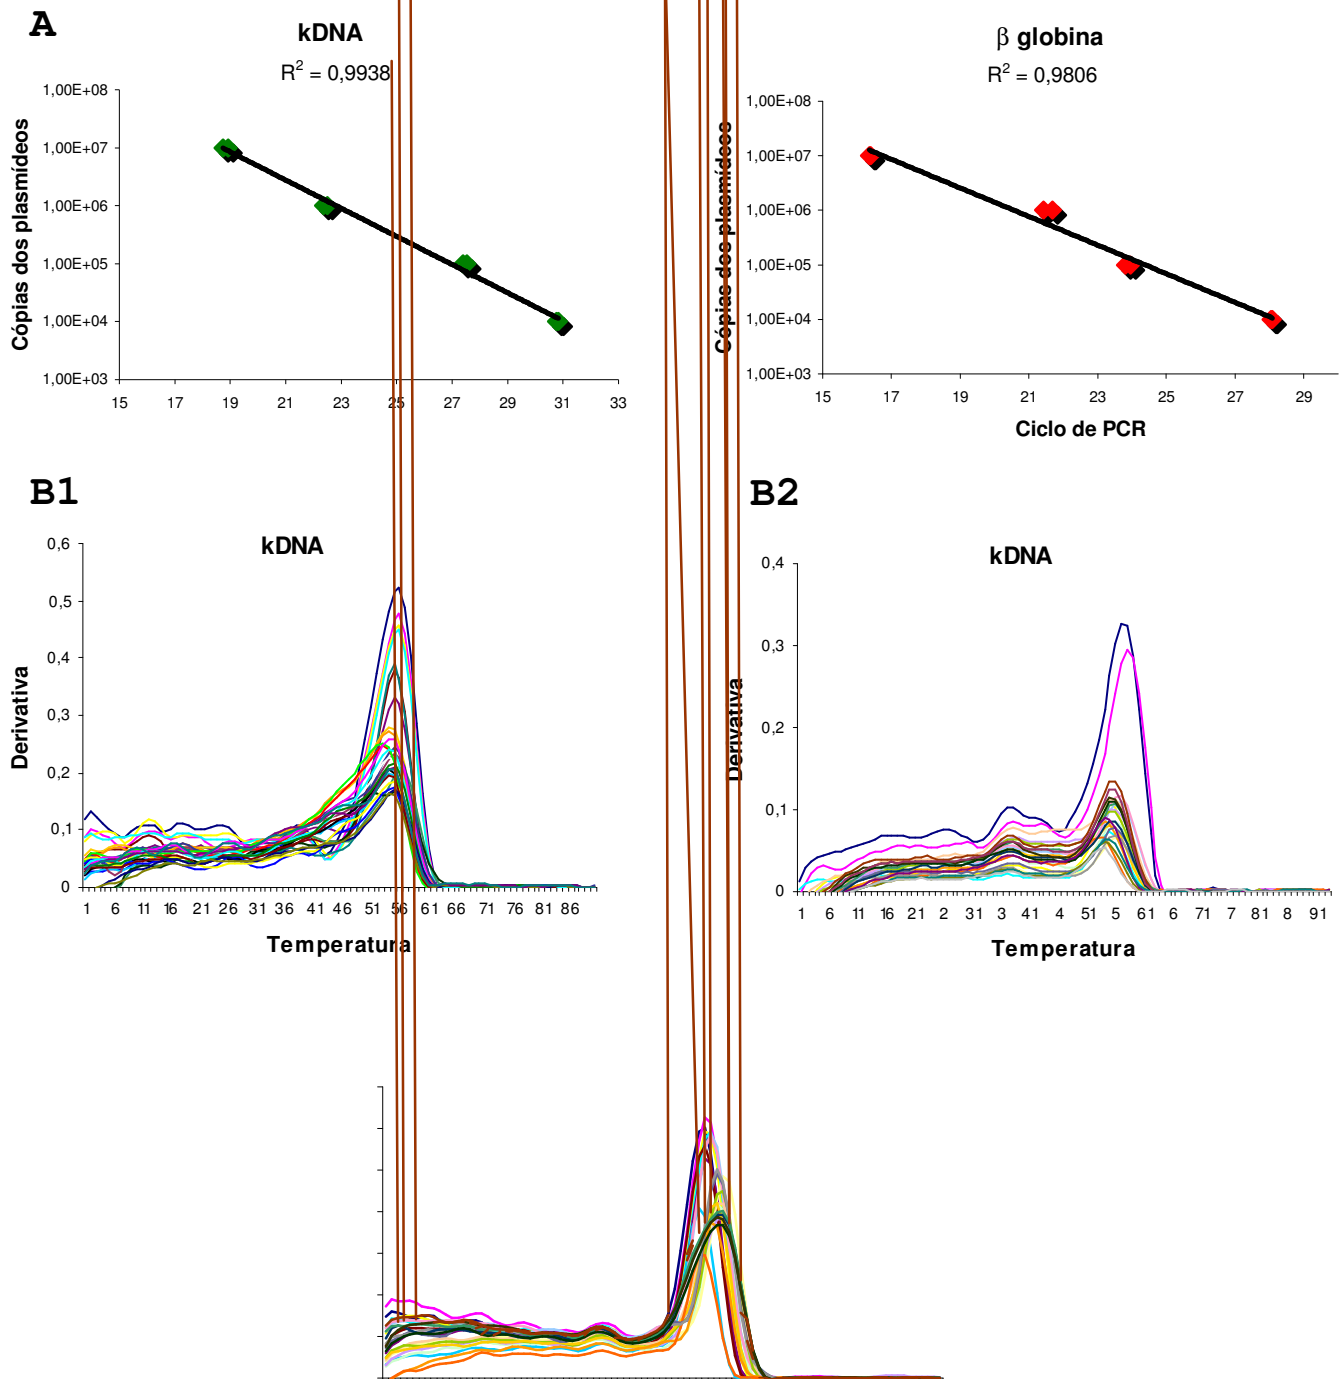 A
kDNA
R² = 0,9938
1,00E+08
1,00E+07
1,00E+06
1,00E+05
1,00E+04
1,00E+03
Cópias dos plasmídeos
15 17 19 21 23 25 27 29 31 33
β globina
R² = 0,9806
1,00E+08
1,00E+07
1,00E+06
1,00E+05
1,00E+04
1,00E+03
Cópias dos plasmídeos
15 17 19 21 23 25 27 29
Ciclo de PCR
B1
kDNA
0,6
0,5
0,4
0,3
0,2
0,1
0
Derivativa
1 6 11 16 21 26 31 36 41 46 51 56 61 66 71 76 81 86
Temperatura
B2
kDNA
0,4
0,3
0,2
0,1
0
Derivativa
1 6 11 16 21 2 31 3 41 4 51 5 61 6 71 7 81 8 91
Temperatura